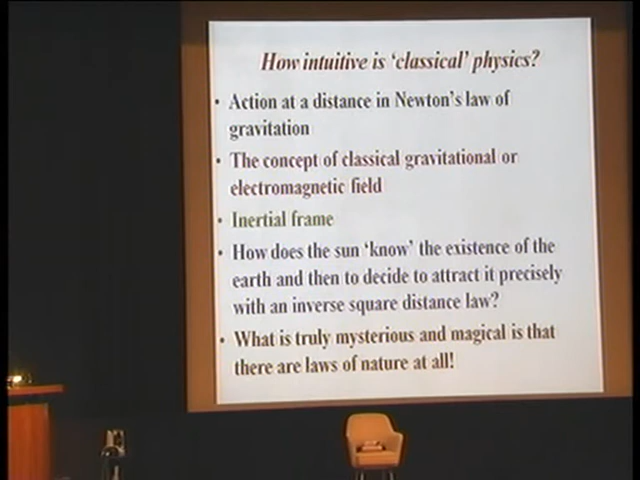 How intuitive is 'classical' physics?
• Action at a distance in Newton's law of
gravitation
• The concept of classical gravitational or
electromagnetic field
• Inertial frame
• How does the sun 'know' the existence of the
earth and then to decide to attract it precisely
with an inverse square distance law?
• What is truly mysterious and magical is that
there are laws of nature at all!